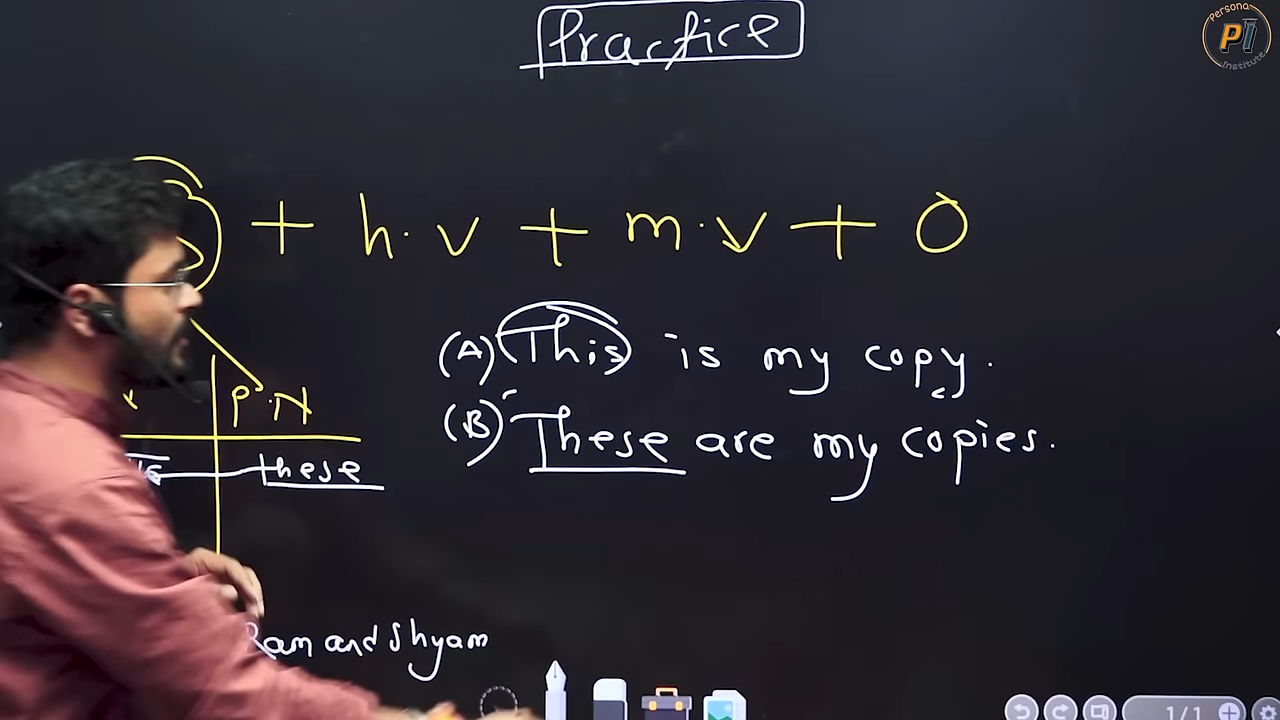 Practice
Persona
PI
Institute
+ h.v + m.v + O
(A) This is my copy.
P.N
(B) These are my copies.
these
Ram and Shyam
1/1